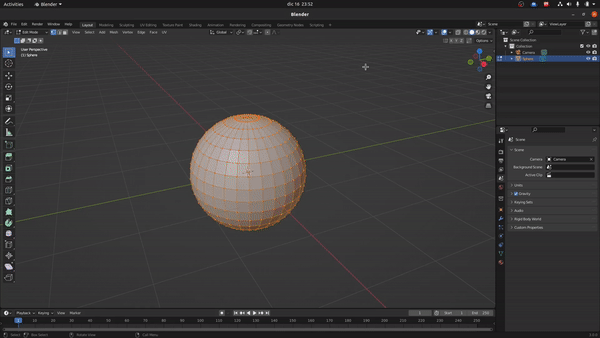 Activities Blender dic 16 23:52
Blender
File Edit Render Window Help Layout Modeling Sculpting UV Editing Texture Paint Shading Animation Rendering Compositing Geometry Nodes Scripting Scene ViewLayer
Edit Mode View Select Add Mesh Vertex Edge Face UV Global
Options
User Perspective
(1) Sphere
Scene Collection
Collection
Camera
Sphere
Scene
Scene
Camera Camera
Background Scene
Active Clip
Units
Gravity
Keying Sets
Audio
Rigid Body World
Custom Properties
Playback Keying View Marker 1 Start 1 End 250
1 10 20 30 40 50 60 70 80 90 100 110 120 130 140 150 160 170 180 190 200 210 220 230 240 250
Select Box Select Rotate View Call Menu